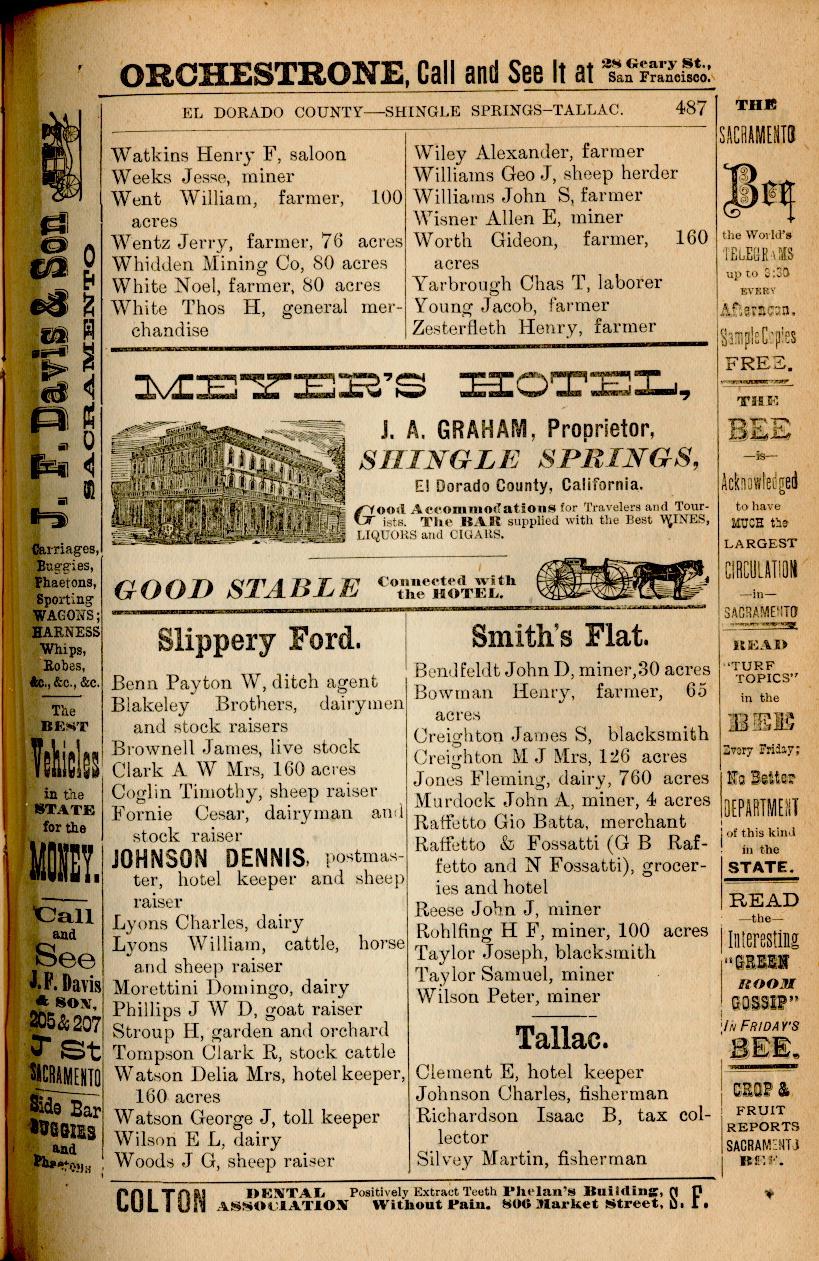 ORCHESTRONE, Call and See It at 28 Geary St., San Francisco.
EL DORADO COUNTY—SHINGLE SPRINGS-TALLAC. 487
Watkins Henry F, saloon
Weeks Jesse, miner
Went William, farmer, 100
acres
Wentz Jerry, farmer, 76 acres
Whidden Mining Co, 80 acres
White Noel, farmer, 80 acres
White Thos H, general mer-
chandise
Wiley Alexander, farmer
Williams Geo J, sheep herder
Williams John S, farmer
Wisner Allen E, miner
Worth Gideon, farmer, 160
acres
Yarbrough Chas T, laborer
Young Jacob, farmer
Zesterfleth Henry, farmer
MEYER'S HOTEL,
J. A. GRAHAM, Proprietor,
SHINGLE SPRINGS,
El Dorado County, California.
Good Accommodations for Travelers and Tour-
ists. The BAR supplied with the Best WINES,
LIQUORS and CIGARS.
GOOD STABLE Connected with
the HOTEL.
Slippery Ford.
Benn Payton W, ditch agent
Blakeley Brothers, dairymen
and stock raisers
Brownell James, live stock
Clark A W Mrs, 160 acres
Coglin Timothy, sheep raiser
Fornie Cesar, dairyman and
stock raiser
JOHNSON DENNIS, postmas-
ter, hotel keeper and sheep
raiser
Lyons Charles, dairy
Lyons William, cattle, horse
and sheep raiser
Morettini Domingo, dairy
Phillips J W D, goat raiser
Stroup H, garden and orchard
Tompson Clark R, stock cattle
Watson Delia Mrs, hotel keeper,
160 acres
Watson George J, toll keeper
Wilson E L, dairy
Woods J G, sheep raiser
Smith's Flat.
Bendfeldt John D, miner,30 acres
Bowman Henry, farmer, 65
acres
Creighton James S, blacksmith
Creighton M J Mrs, 126 acres
Jones Fleming, dairy, 760 acres
Murdock John A, miner, 4 acres
Raffetto Gio Batta, merchant
Raffetto & Fossatti (G B Raf-
fetto and N Fossatti), grocer-
ies and hotel
Reese John J, miner
Rohlfing H F, miner, 100 acres
Taylor Joseph, blacksmith
Taylor Samuel, miner
Wilson Peter, miner
Tallac.
Clement E, hotel keeper
Johnson Charles, fisherman
Richardson Isaac B, tax col-
lector
Silvey Martin, fisherman
J. F. Davis & Son
SACRAMENTO
Carriages,
Buggies,
Phaetons,
Sporting
WAGONS;
HARNESS
Whips,
Robes,
&c., &c., &c.
The
BEST
Vehicles
in the
STATE
for the
MONEY.
Call
and
See
J.F. Davis
& SON,
205 & 207
J St
SACRAMENTO
Side Bar
BUGGIES
and
Phaetons
THE
SACRAMENTO
Bee
the World's
TELEGRAMS
up to 3:30
EVERY
Afternoon.
Sample Copies
FREE.
THE
BEE
—is—
Acknowledged
to have
MUCH the
LARGEST
CIRCULATION
—in—
SACRAMENTO
READ
"TURF
TOPICS"
in the
BEE
Every Friday;
No Better
DEPARTMENT
of this kind
in the
STATE.
READ
—the—
Interesting
"GREEN
ROOM
GOSSIP"
IN FRIDAY'S
BEE.
CROP &
FRUIT
REPORTS
SACRAMENTO
BEE.
COLTON DENTAL ASSOCIATION Positively Extract Teeth Without Pain. Phelan's Building, 806 Market Street, S. F.